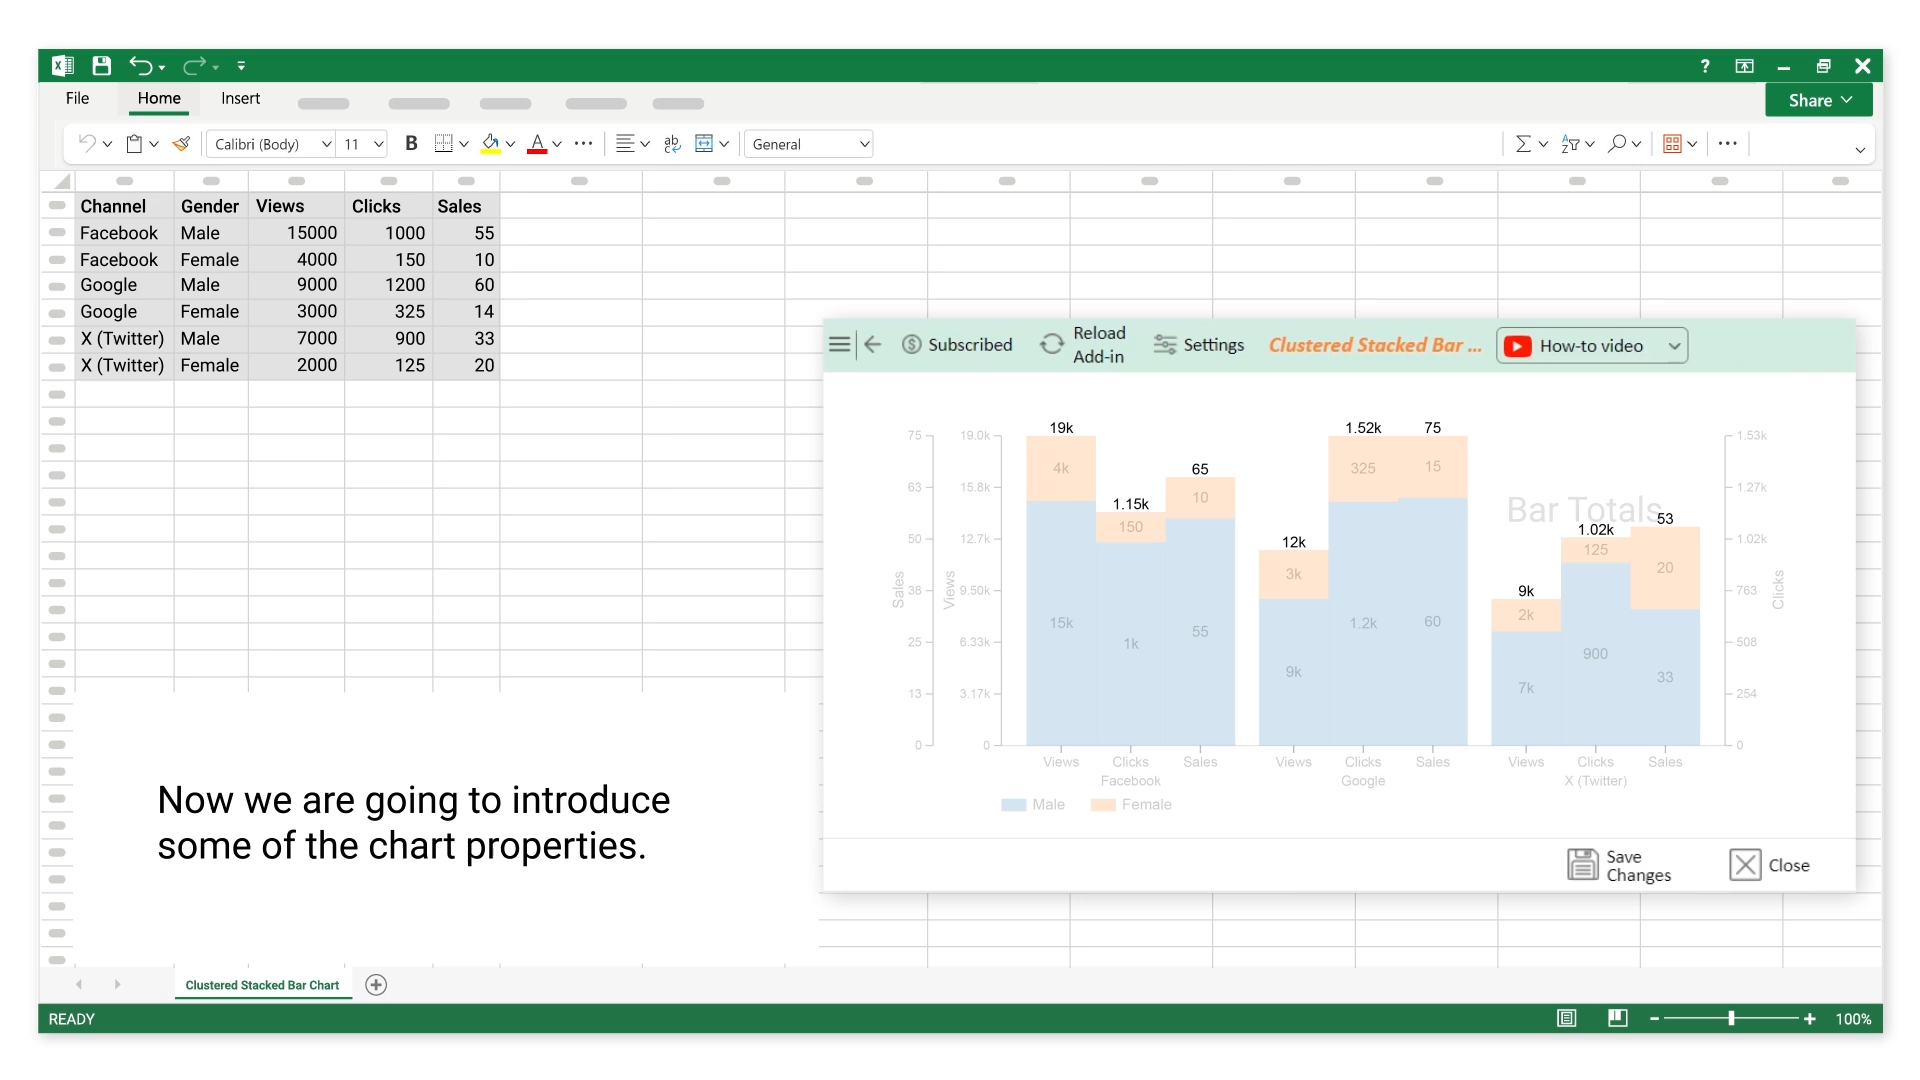 File Home Insert
Share
Calibri (Body) 11 B A General
Channel Gender Views Clicks Sales
Facebook Male 15000 1000 55
Facebook Female 4000 150 10
Google Male 9000 1200 60
Google Female 3000 325 14
X (Twitter) Male 7000 900 33
X (Twitter) Female 2000 125 20
Subscribed Reload Add-in Settings Clustered Stacked Bar ... How-to video
19k 1.52k 75
75 19.0k 1.53k
4k 325 15
65
63 15.8k 10 1.27k
1.15k
Bar Totals
53
150 1.02k
50 12.7k 12k 1.02k
125
3k 20
Sales 38 Views 9.50k 9k 763 Clicks
2k
15k 1.2k 60
55
25 6.33k 1k 508
900
9k 33
7k
13 3.17k 254
0 0 0
Views Clicks Sales Views Clicks Sales Views Clicks Sales
Facebook Google X (Twitter)
Male Female
Now we are going to introduce
some of the chart properties.
Save
Changes
Close
Clustered Stacked Bar Chart
READY 100%